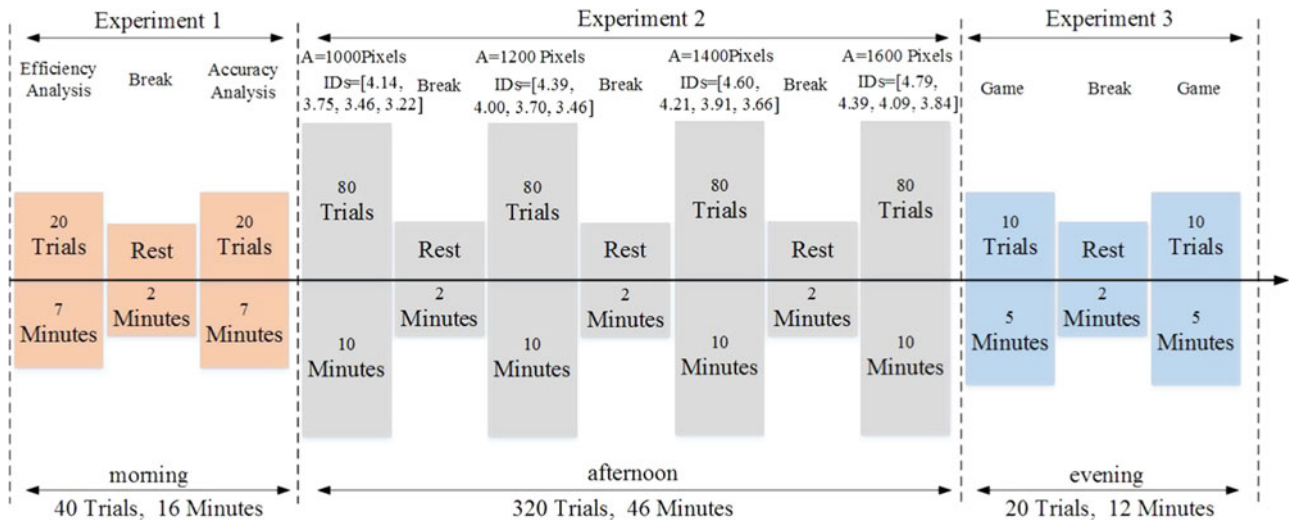 Experiment 1
Experiment 2
Experiment 3
Efficiency
Analysis
Break
Accuracy
Analysis
A=1000Pixels
IDs=[4.14,
3.75, 3.46, 3.22]
Break
A=1200 Pixels
IDs=[4.39,
4.00, 3.70, 3.46]
Break
A=1400Pixels
IDs=[4.60,
4.21, 3.91, 3.66]
Break
A=1600 Pixels
IDs=[4.79,
4.39, 4.09, 3.84]
Game
Break
Game
20
Trials
Rest
20
Trials
80
Trials
Rest
80
Trials
Rest
80
Trials
Rest
80
Trials
10
Trials
Rest
10
Trials
7
Minutes
2
Minutes
7
Minutes
10
Minutes
2
Minutes
10
Minutes
2
Minutes
10
Minutes
2
Minutes
10
Minutes
5
Minutes
2
Minutes
5
Minutes
morning
40 Trials, 16 Minutes
afternoon
320 Trials, 46 Minutes
evening
20 Trials, 12 Minutes